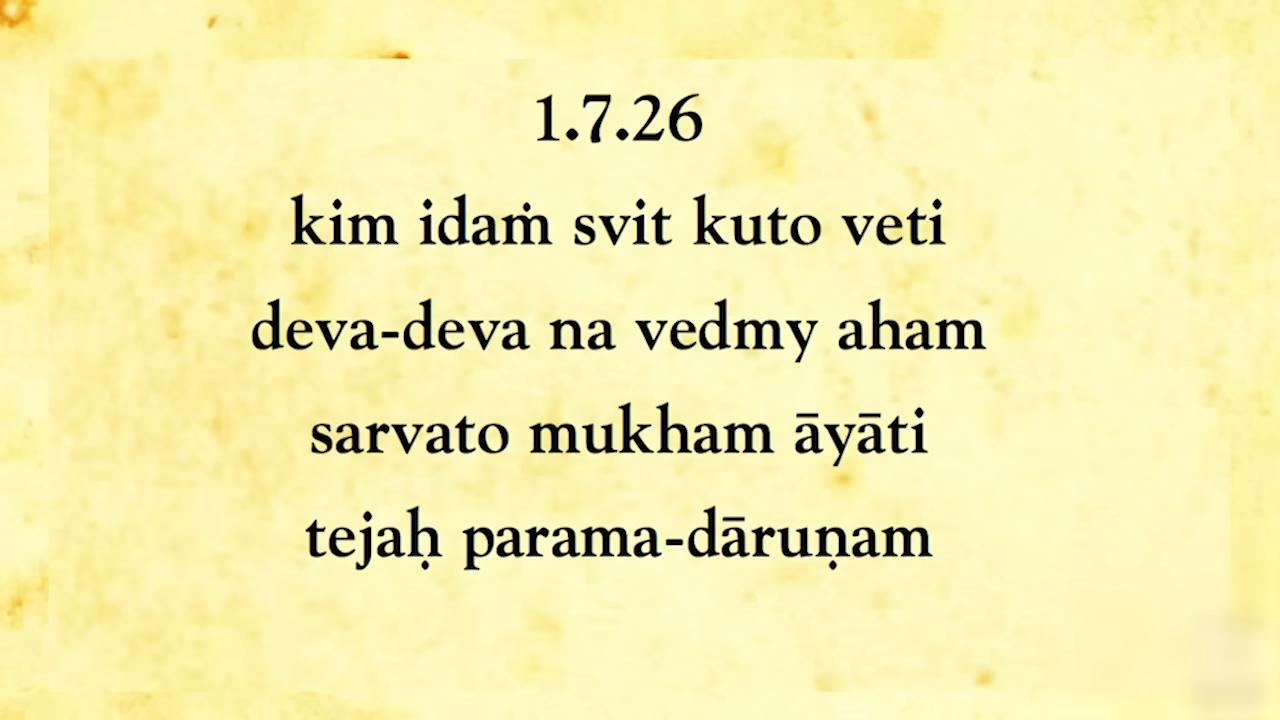 1.7.26
kim idaṁ svit kuto veti
deva-deva na vedmy aham
sarvato mukham āyāti
tejaḥ parama-dāruṇam